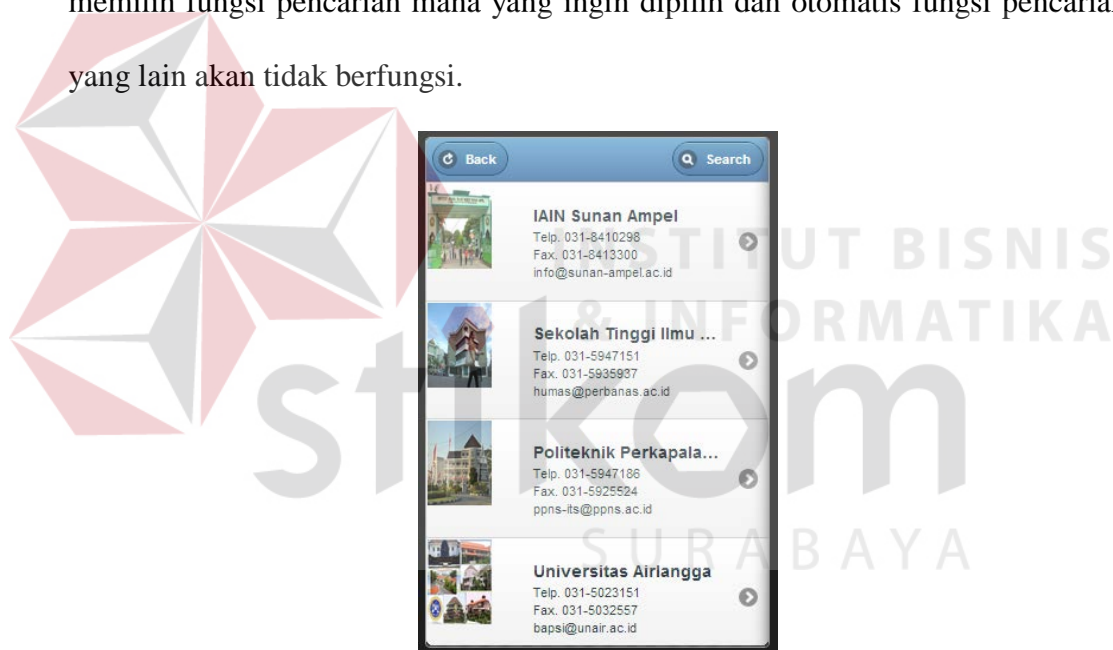 memilih fungsi pencarian mana yang ingin dipilih dan otomatis fungsi pencarian
yang lain akan tidak berfungsi.
Back
Search
IAIN Sunan Ampel
Telp. 031-8410298
Fax. 031-8413300
info@sunan-ampel.ac.id
Sekolah Tinggi Ilmu ...
Telp. 031-5947151
Fax. 031-5935937
humas@perbanas.ac.id
Politeknik Perkapala...
Telp. 031-5947186
Fax. 031-5925524
ppns-its@ppns.ac.id
Universitas Airlangga
Telp. 031-5023151
Fax. 031-5032557
bapsi@unair.ac.id
INSTITUT BISNIS
& INFORMATIKA
stikom
SURABAYA